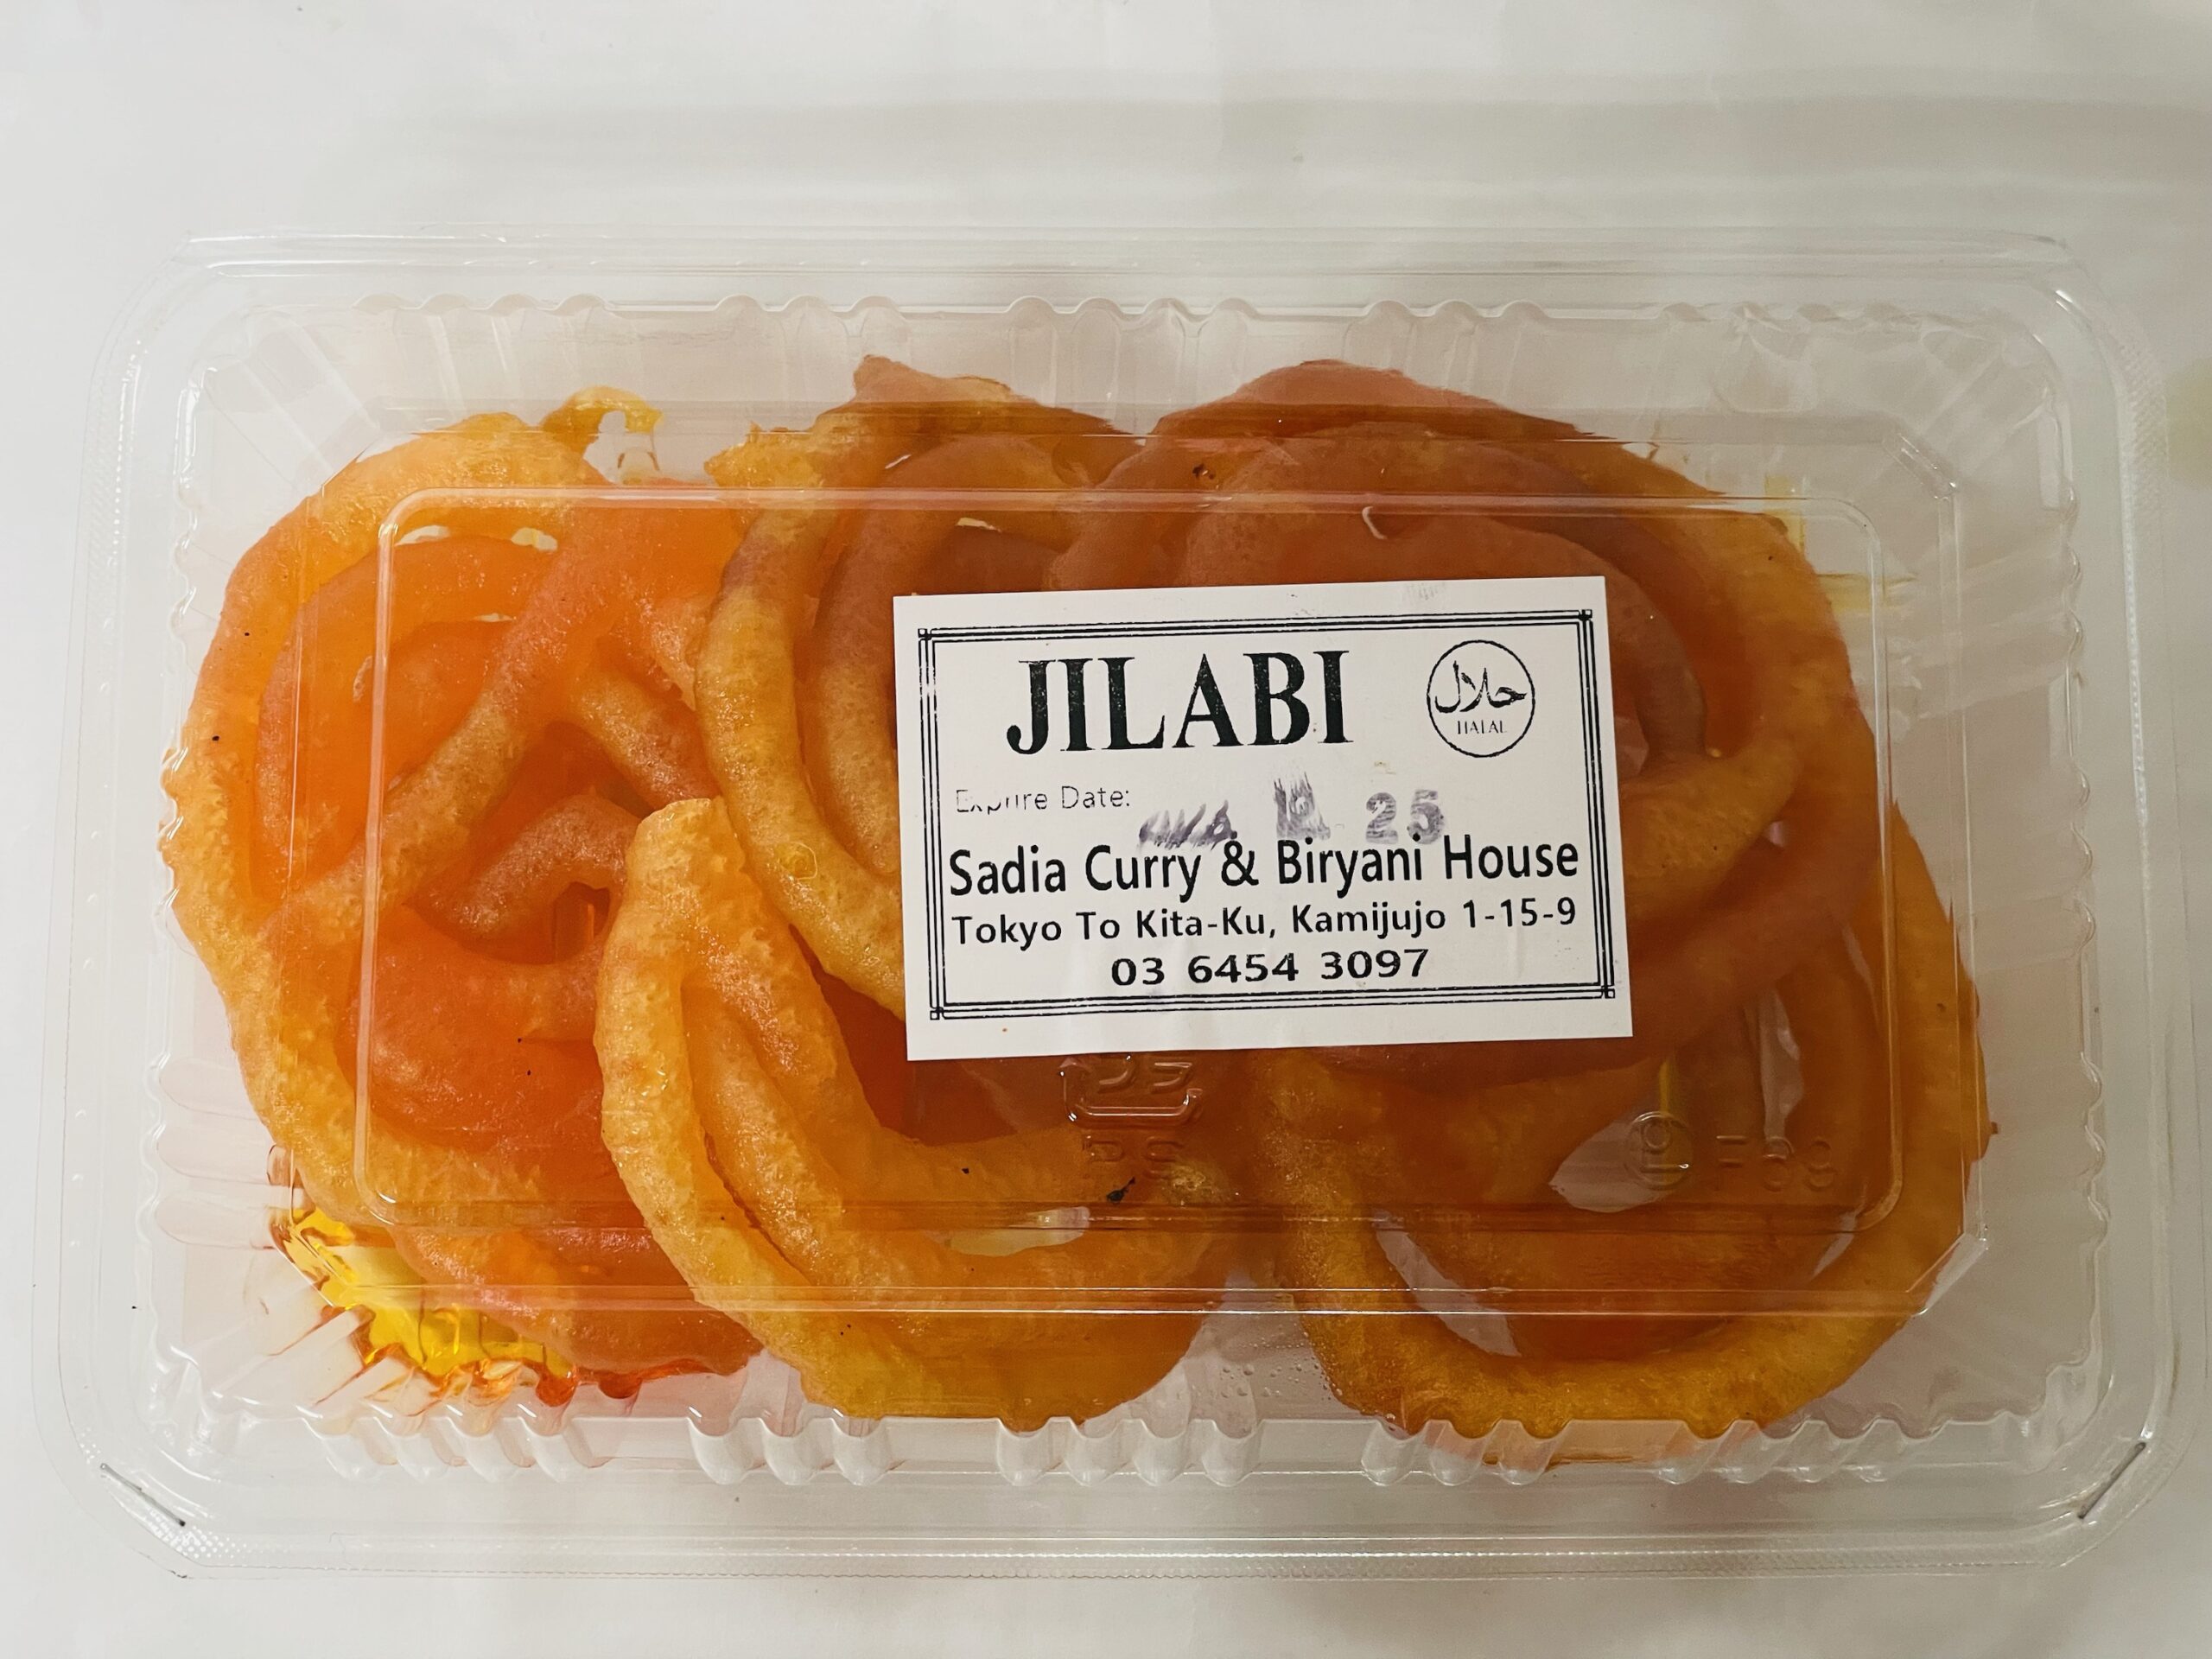 JILABI
حلال
HALAL
Expire Date:
25
Sadia Curry & Biryani House
Tokyo To Kita-Ku, Kamijujo 1-15-9
03 6454 3097
PS